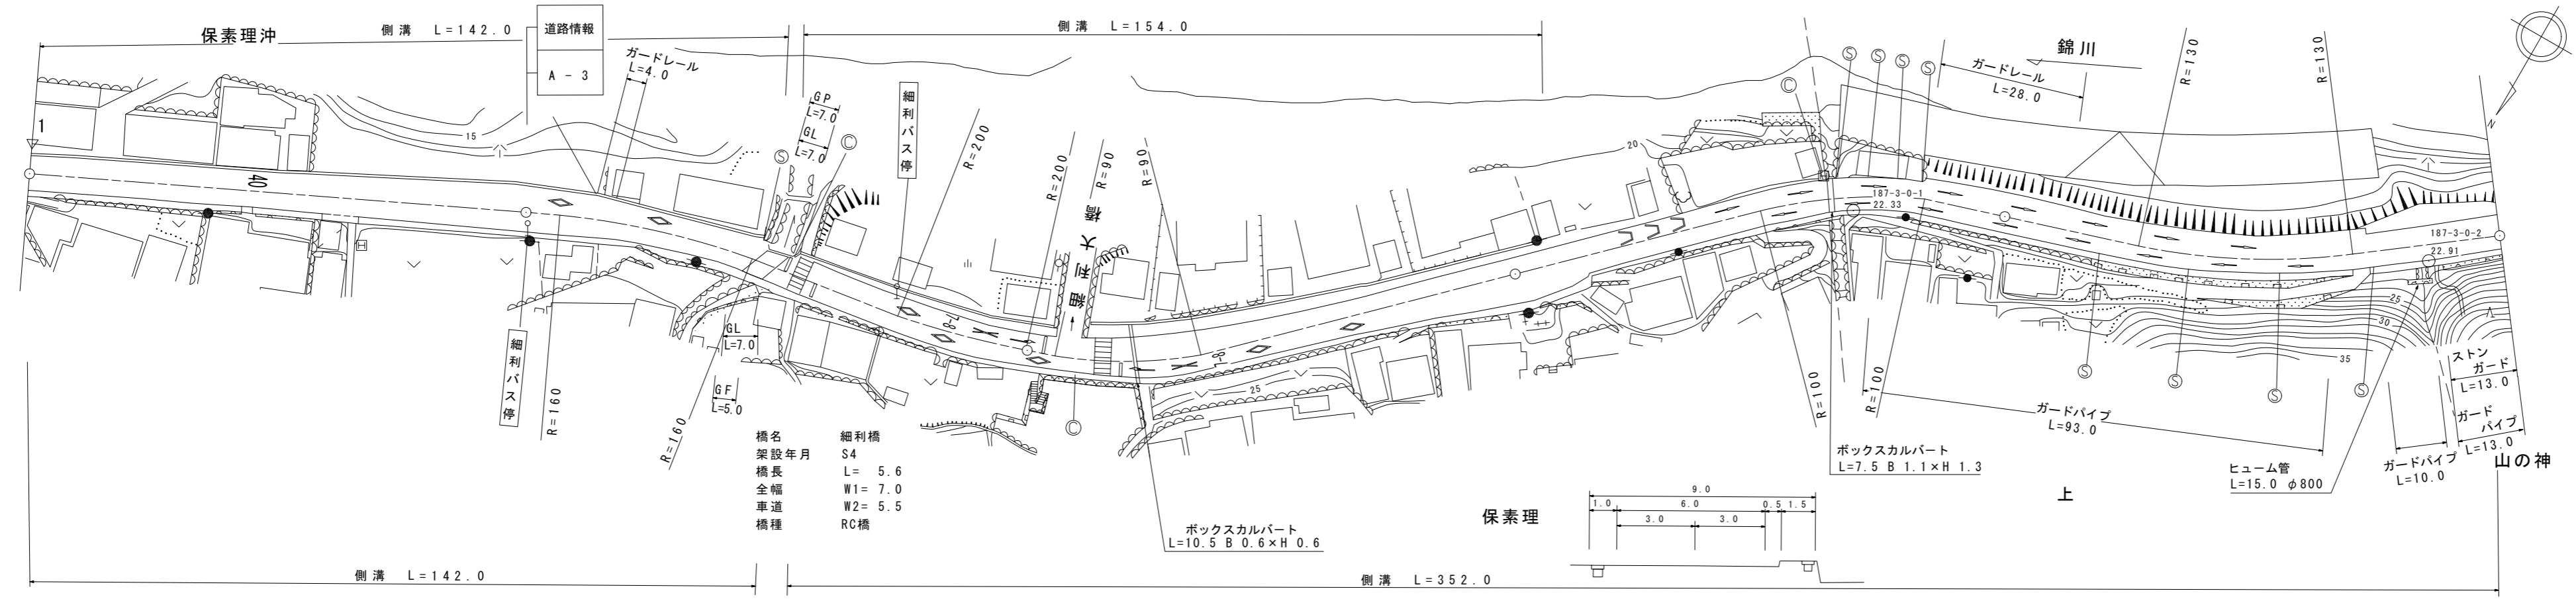 保素理沖
側溝 L=142.0
道路情報
A - 3
側溝 L=154.0
錦川
ガードレール
L=4.0
GP
L=7.0
GL
L=7.0
Ⓢ
Ⓒ
細利バス停
R=200
R=200
R=90
R=90
細利大橋
Ⓒ
Ⓢ
Ⓢ
Ⓢ
Ⓢ
ガードレール
L=28.0
R=130
R=130
N
1
40
15
20
187-3-0-1
22.33
187-3-0-2
22.91
25
30
35
25
細利バス停
R=160
R=160
GL
L=7.0
GF
L=5.0
橋名 細利橋
架設年月 S4
橋長 L= 5.6
全幅 W1= 7.0
車道 W2= 5.5
橋種 RC橋
Ⓒ
ボックスカルバート
L=10.5 B 0.6×H 0.6
保素理
R=100
R=100
ボックスカルバート
L=7.5 B 1.1×H 1.3
ガードパイプ
L=93.0
Ⓢ
Ⓢ
Ⓢ
Ⓢ
上
ヒューム管
L=15.0 φ800
ガードパイプ
L=10.0
ストン
ガード
L=13.0
ガード
パイプ
L=13.0
山の神
9.0
1.0 6.0 0.5 1.5
3.0 3.0
側溝 L=142.0
側溝 L=352.0